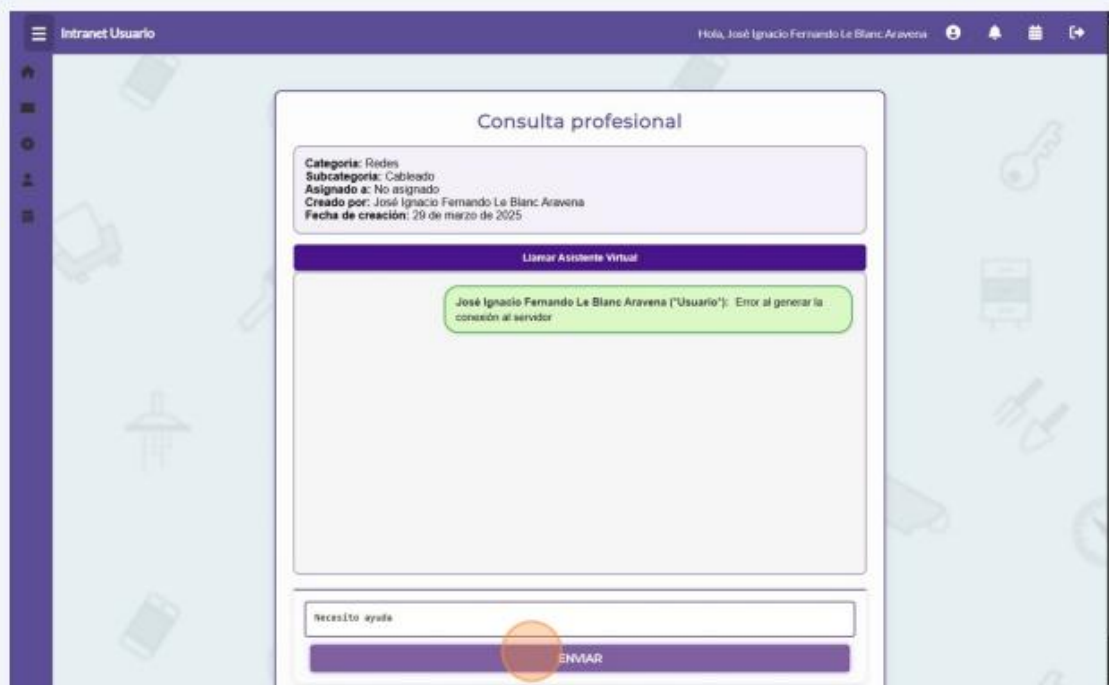 Intranet Usuario
Hola, José Ignacio Fernando Le Blanc Aravena
Consulta profesional
Categoría: Redes
Subcategoría: Cableado
Asignado a: No asignado
Creado por: José Ignacio Fernando Le Blanc Aravena
Fecha de creación: 29 de marzo de 2025
Llamar Asistente Virtual
José Ignacio Fernando Le Blanc Aravena ("Usuario"): Error al generar la
conexión al servidor
Necesito ayuda
ENVIAR